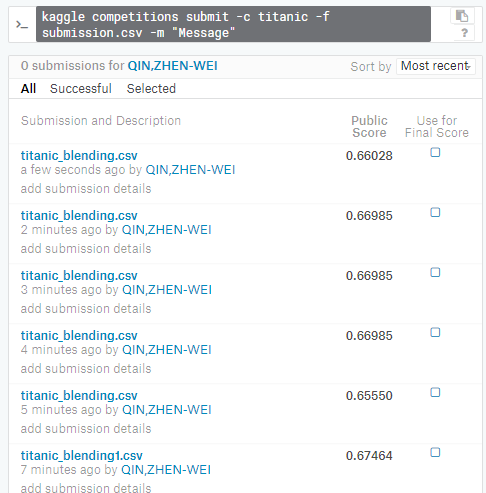 kaggle competitions submit -c titanic -f
submission.csv -m "Message"
?
0 submissions for QIN,ZHEN-WEI
Sort by Most recent
All Successful Selected
Submission and Description Public Score Use for Final Score
titanic_blending.csv 0.66028
a few seconds ago by QIN,ZHEN-WEI
add submission details
titanic_blending.csv 0.66985
2 minutes ago by QIN,ZHEN-WEI
add submission details
titanic_blending.csv 0.66985
3 minutes ago by QIN,ZHEN-WEI
add submission details
titanic_blending.csv 0.66985
4 minutes ago by QIN,ZHEN-WEI
add submission details
titanic_blending.csv 0.65550
5 minutes ago by QIN,ZHEN-WEI
add submission details
titanic_blending1.csv 0.67464
7 minutes ago by QIN,ZHEN-WEI
add submission details